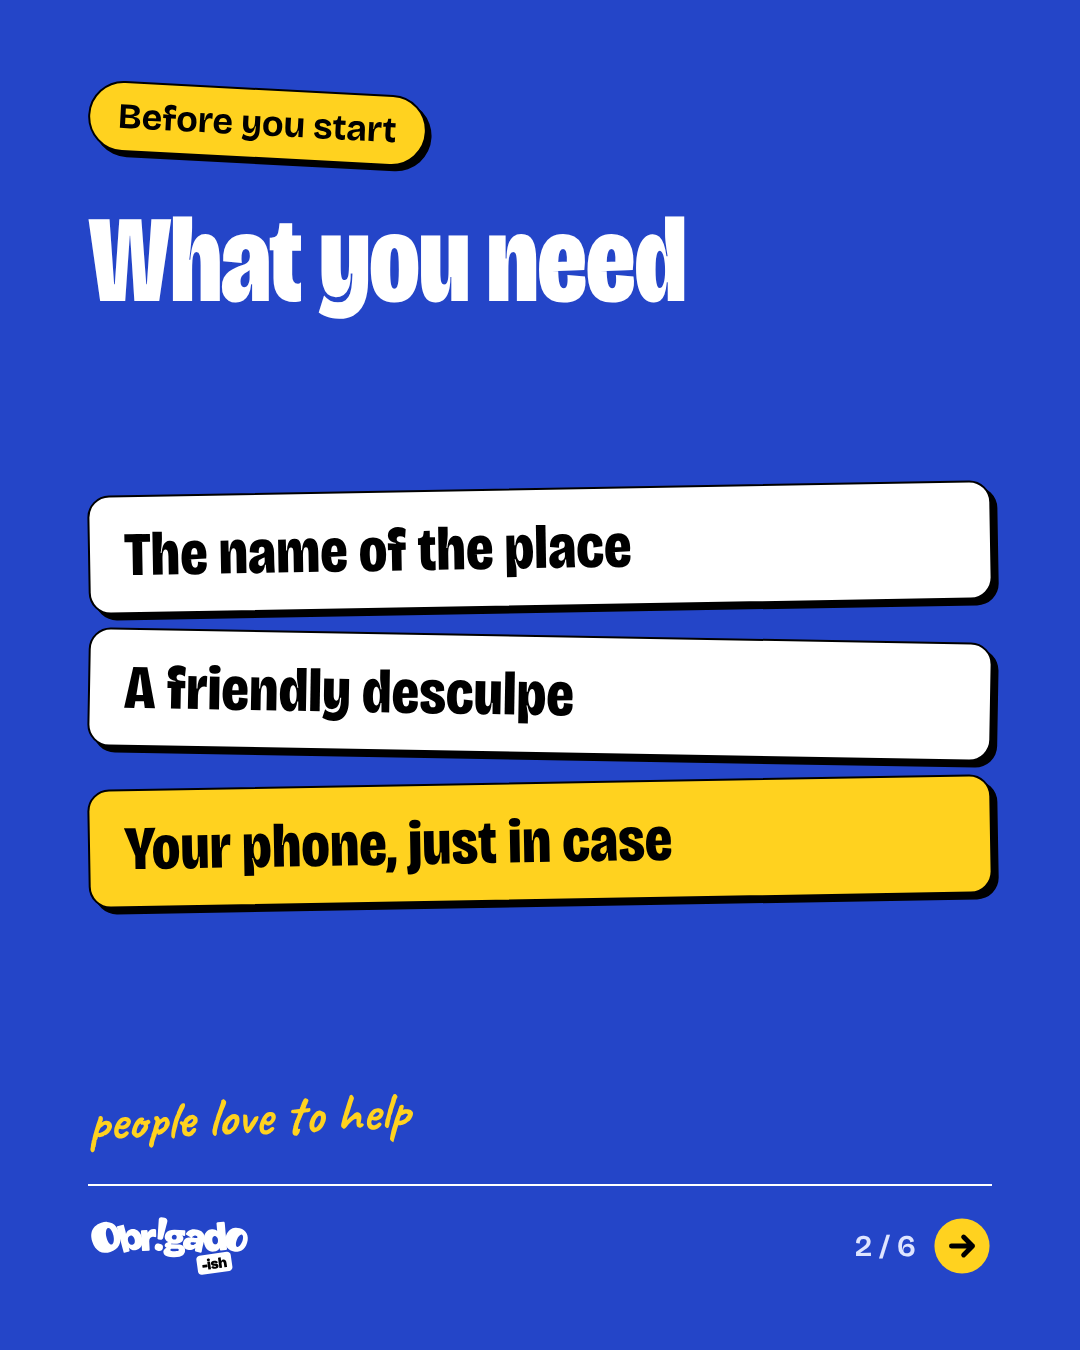 Before you start
What you need
The name of the place
A friendly desculpe
Your phone, just in case
people love to help
Obr!gado
-ish
2 / 6